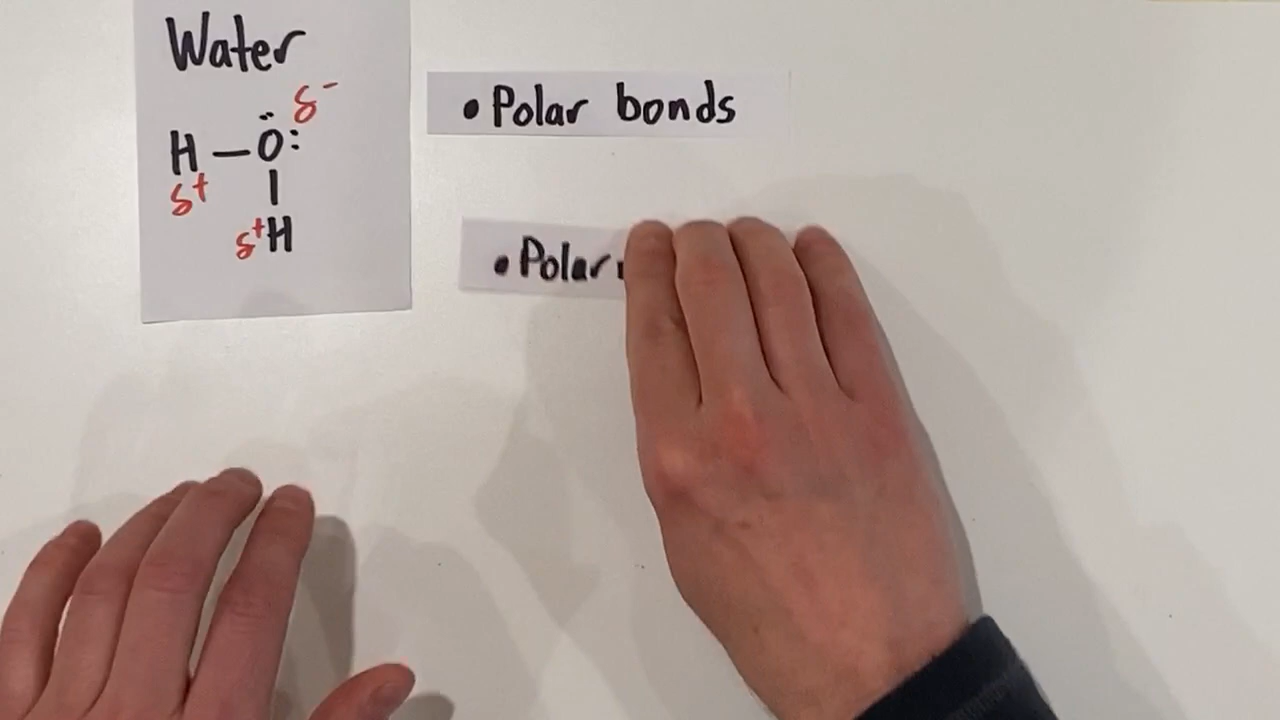 Water
δ-
H-Ö:
δ+
|
δ+H
• Polar bonds
• Polar